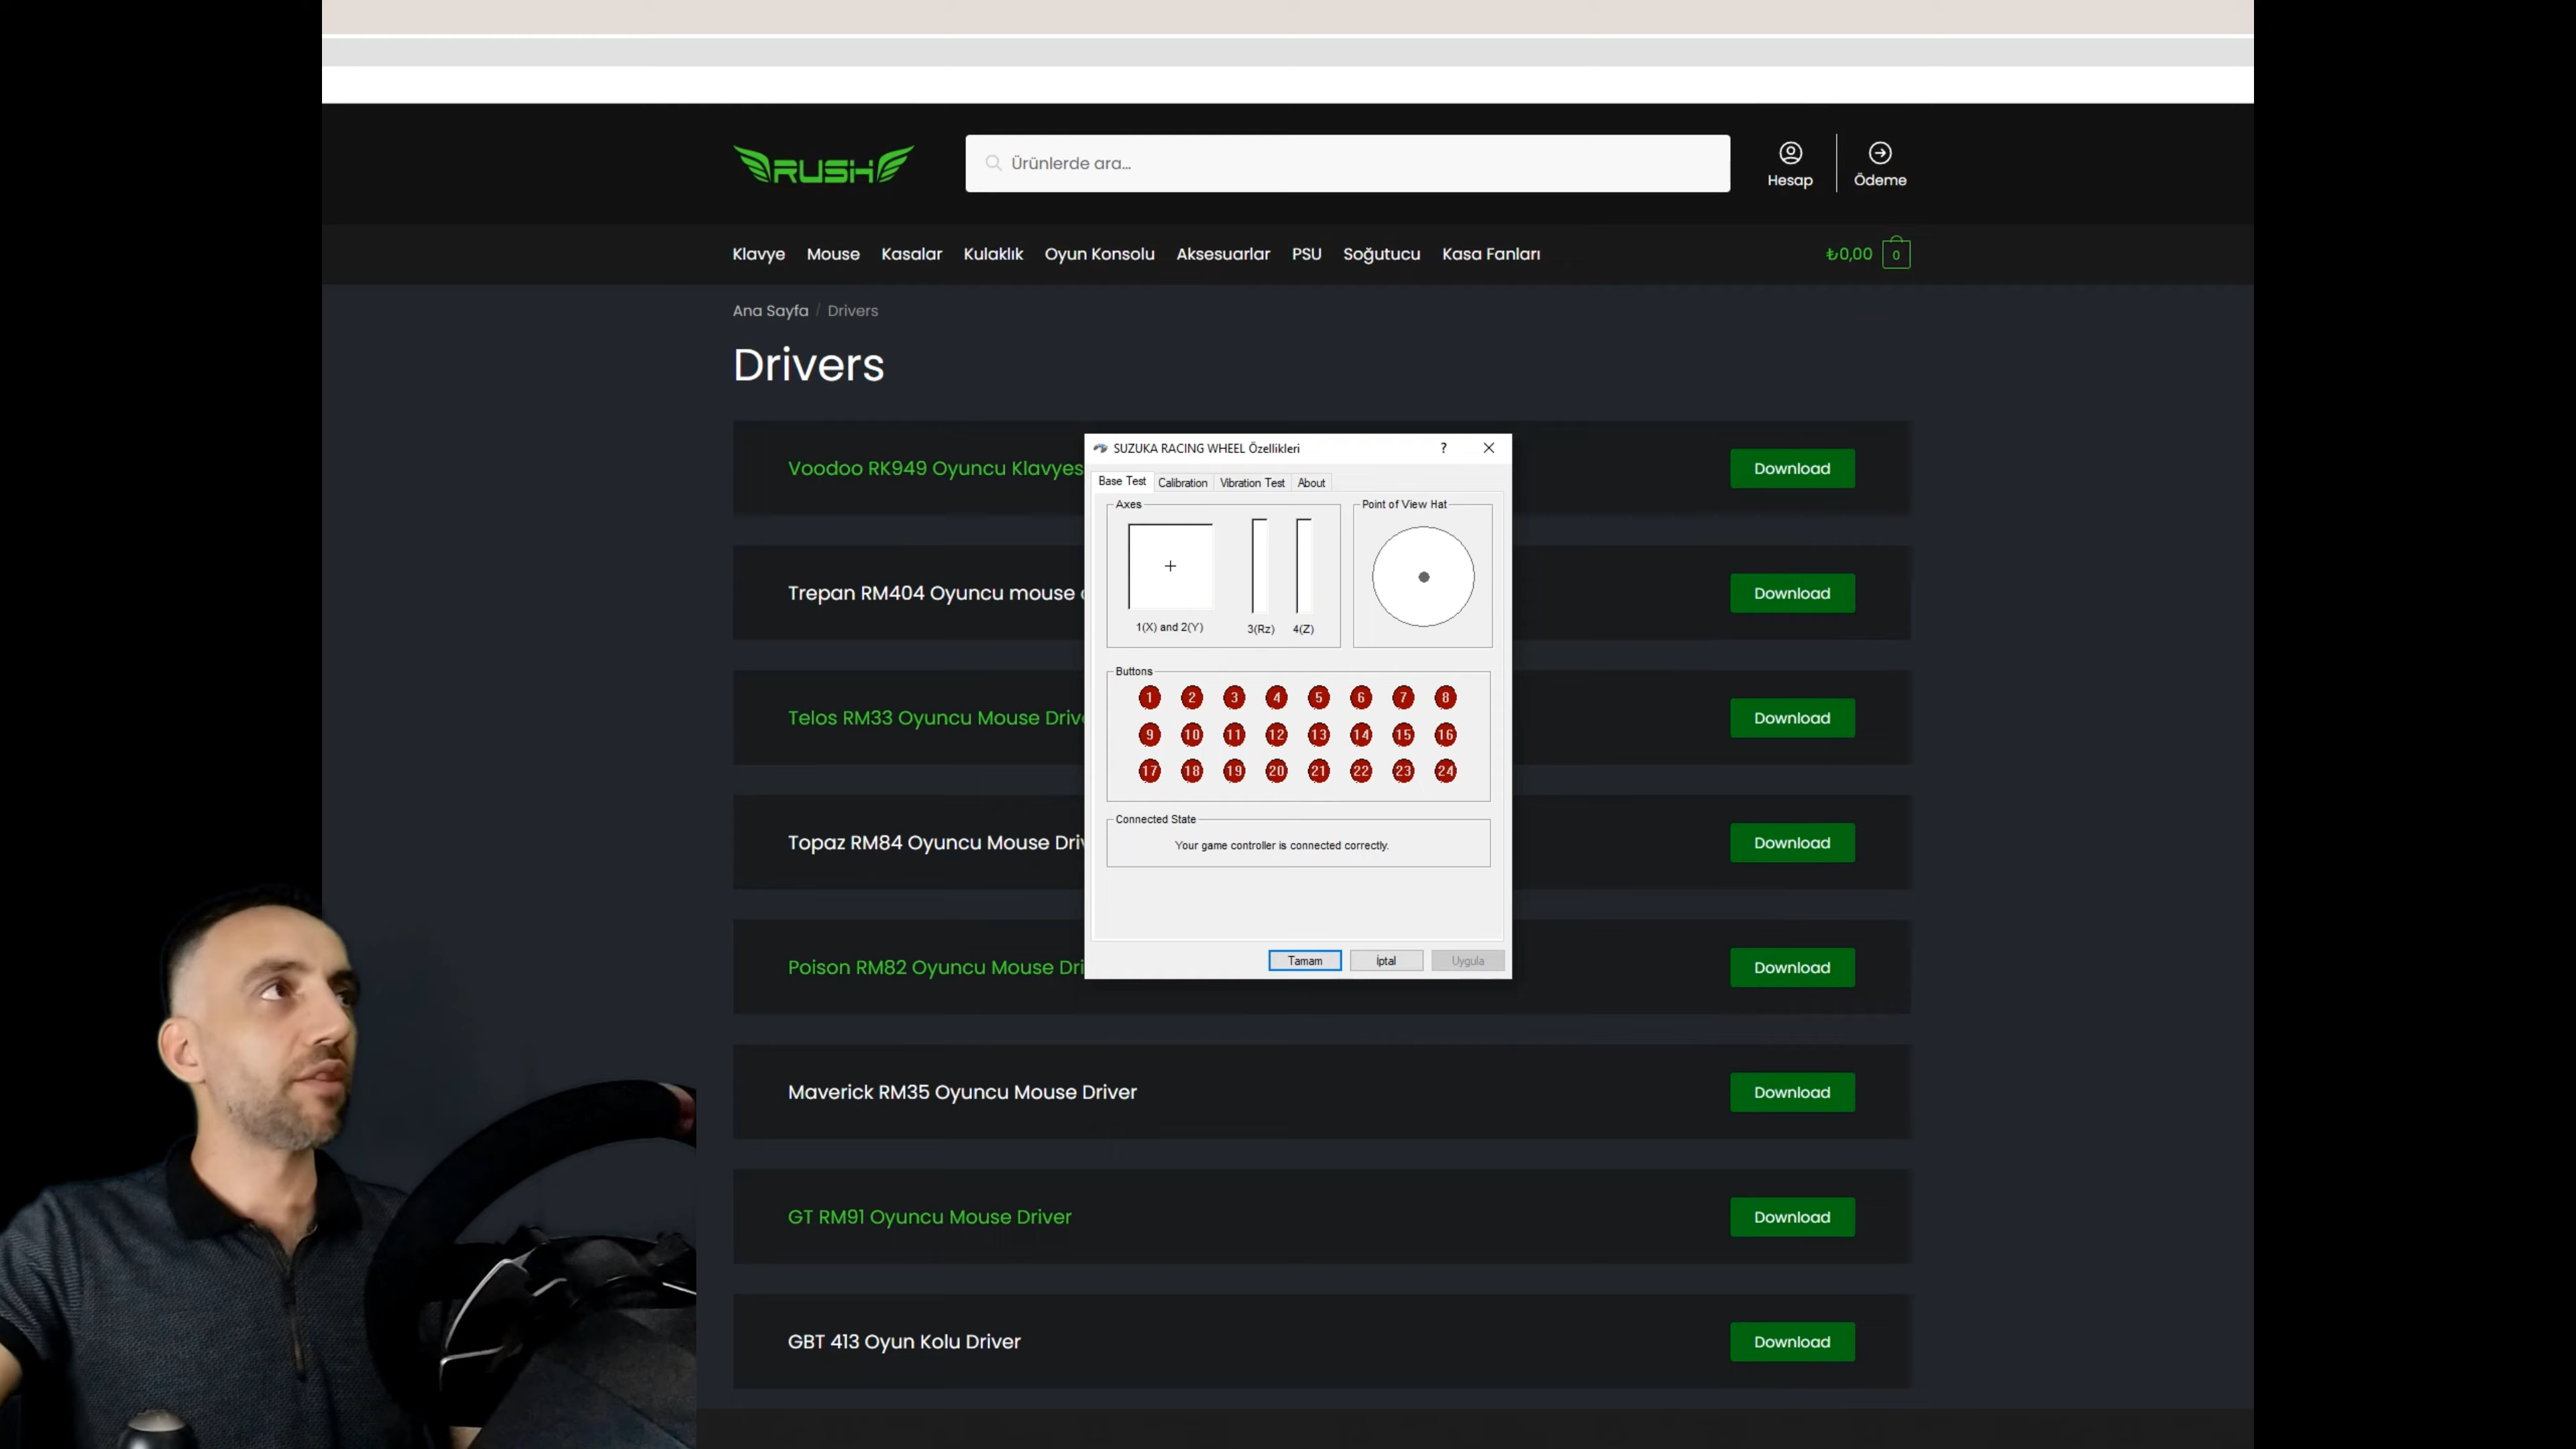 RUSH
Ürünlerde ara...
Hesap
Ödeme
Klavye Mouse Kasalar Kulaklık Oyun Konsolu Aksesuarlar PSU Soğutucu Kasa Fanları
₺0,00 0
Ana Sayfa / Drivers
Drivers
Voodoo RK949 Oyuncu Klavyes
Download
Trepan RM404 Oyuncu mouse
Download
Telos RM33 Oyuncu Mouse Driv
Download
Topaz RM84 Oyuncu Mouse Driv
Download
Poison RM82 Oyuncu Mouse Dri
Download
Maverick RM35 Oyuncu Mouse Driver
Download
GT RM91 Oyuncu Mouse Driver
Download
GBT 413 Oyun Kolu Driver
Download
SUZUKA RACING WHEEL Özellikleri ?
Base Test Calibration Vibration Test About
Axes
1(X) and 2(Y) 3(Rz) 4(Z)
Point of View Hat
Buttons
1 2 3 4 5 6 7 8
9 10 11 12 13 14 15 16
17 18 19 20 21 22 23 24
Connected State
Your game controller is connected correctly.
Tamam İptal Uygula